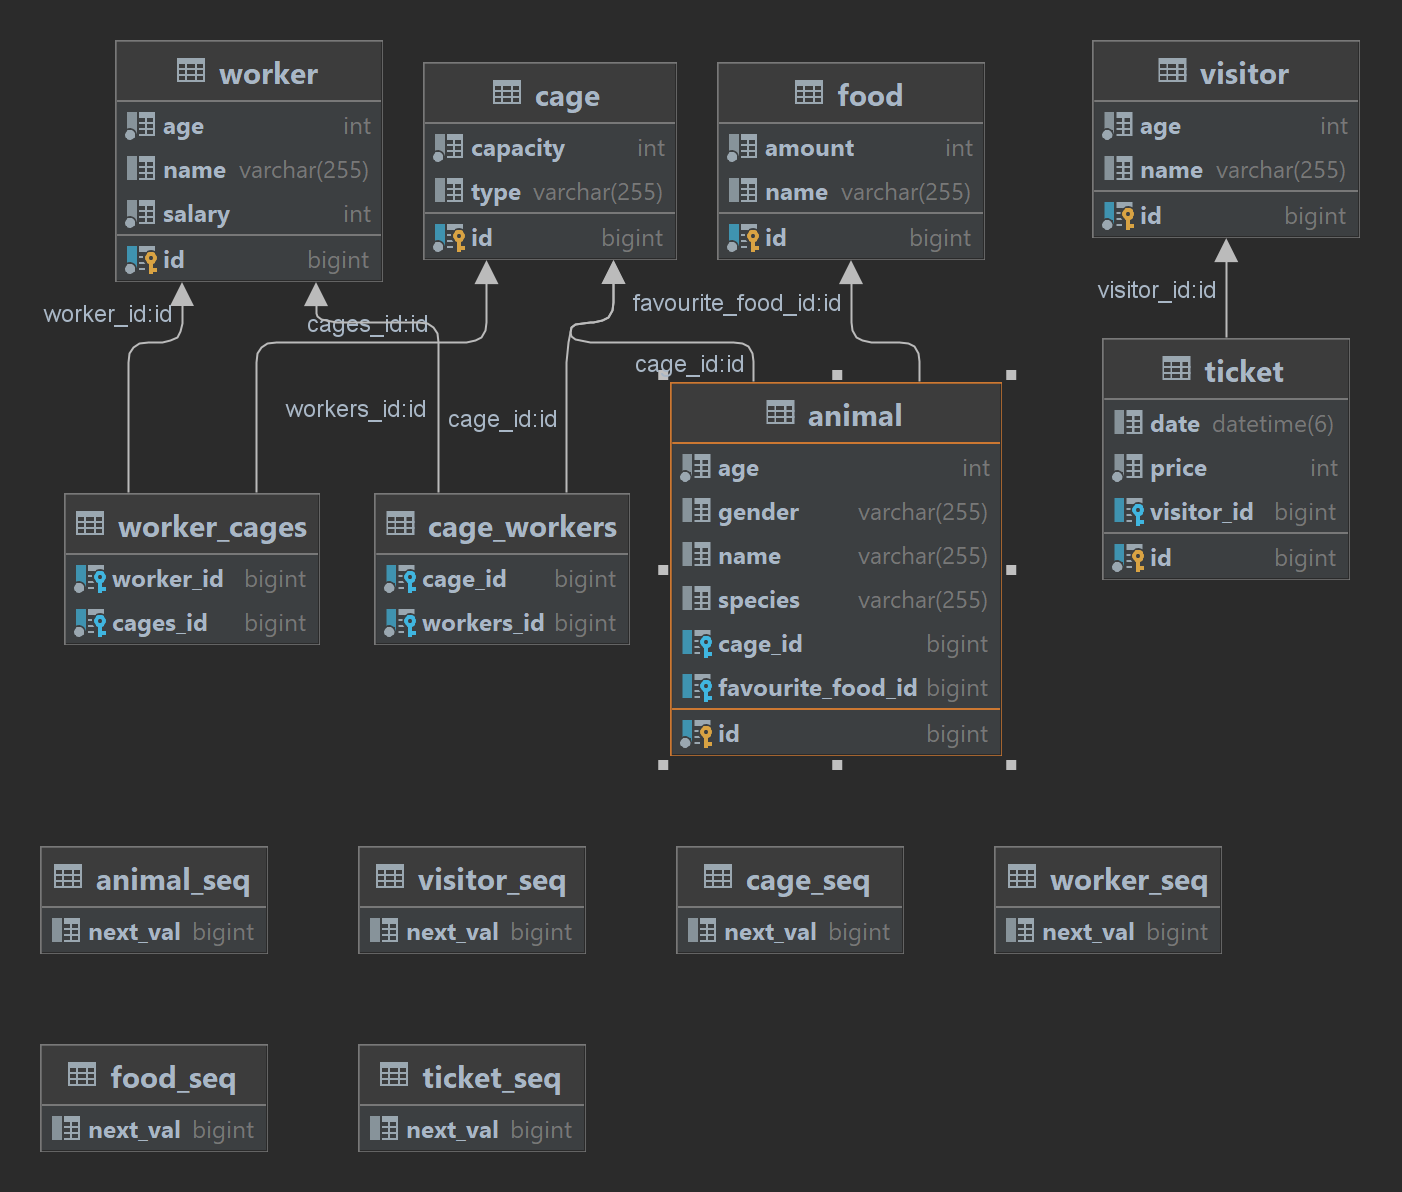 worker
age int
name varchar(255)
salary int
id bigint
cage
capacity int
type varchar(255)
id bigint
food
amount int
name varchar(255)
id bigint
visitor
age int
name varchar(255)
id bigint
worker_id:id
cages_id:id
favourite_food_id:id
visitor_id:id
workers_id:id
cage_id:id
cage_id:id
worker_cages
worker_id bigint
cages_id bigint
cage_workers
cage_id bigint
workers_id bigint
animal
age int
gender varchar(255)
name varchar(255)
species varchar(255)
cage_id bigint
favourite_food_id bigint
id bigint
ticket
date datetime(6)
price int
visitor_id bigint
id bigint
animal_seq
next_val bigint
visitor_seq
next_val bigint
cage_seq
next_val bigint
worker_seq
next_val bigint
food_seq
next_val bigint
ticket_seq
next_val bigint